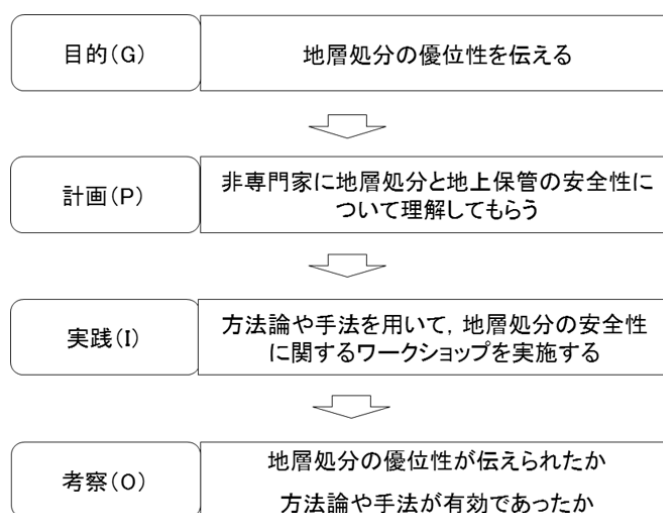 目的(G)
地層処分の優位性を伝える
計画(P)
非専門家に地層処分と地上保管の安全性に
ついて理解してもらう
実践(I)
方法論や手法を用いて,地層処分の安全性
に関するワークショップを実施する
考察(O)
地層処分の優位性が伝えられたか
方法論や手法が有効であったか